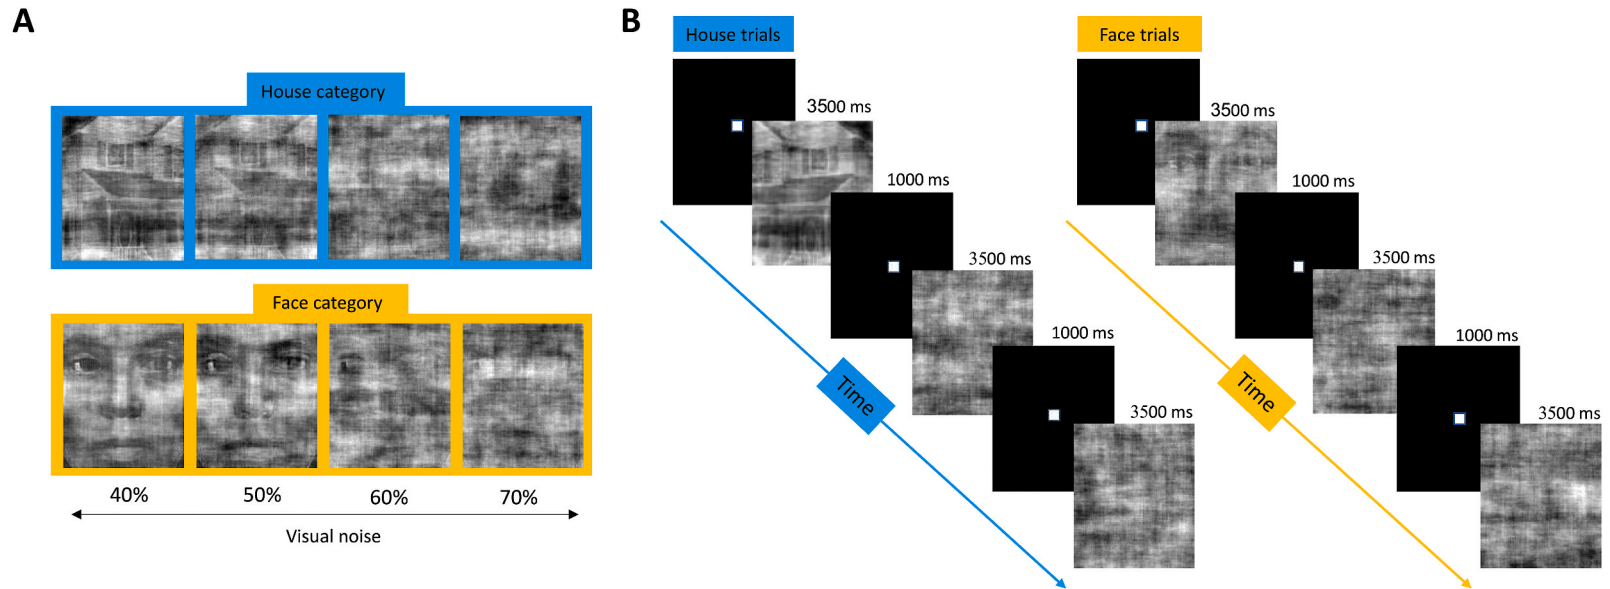 A
House category
Face category
40%
50%
60%
70%
Visual noise
B
House trials
3500 ms
1000 ms
3500 ms
1000 ms
3500 ms
Time
Face trials
3500 ms
1000 ms
3500 ms
1000 ms
3500 ms
Time